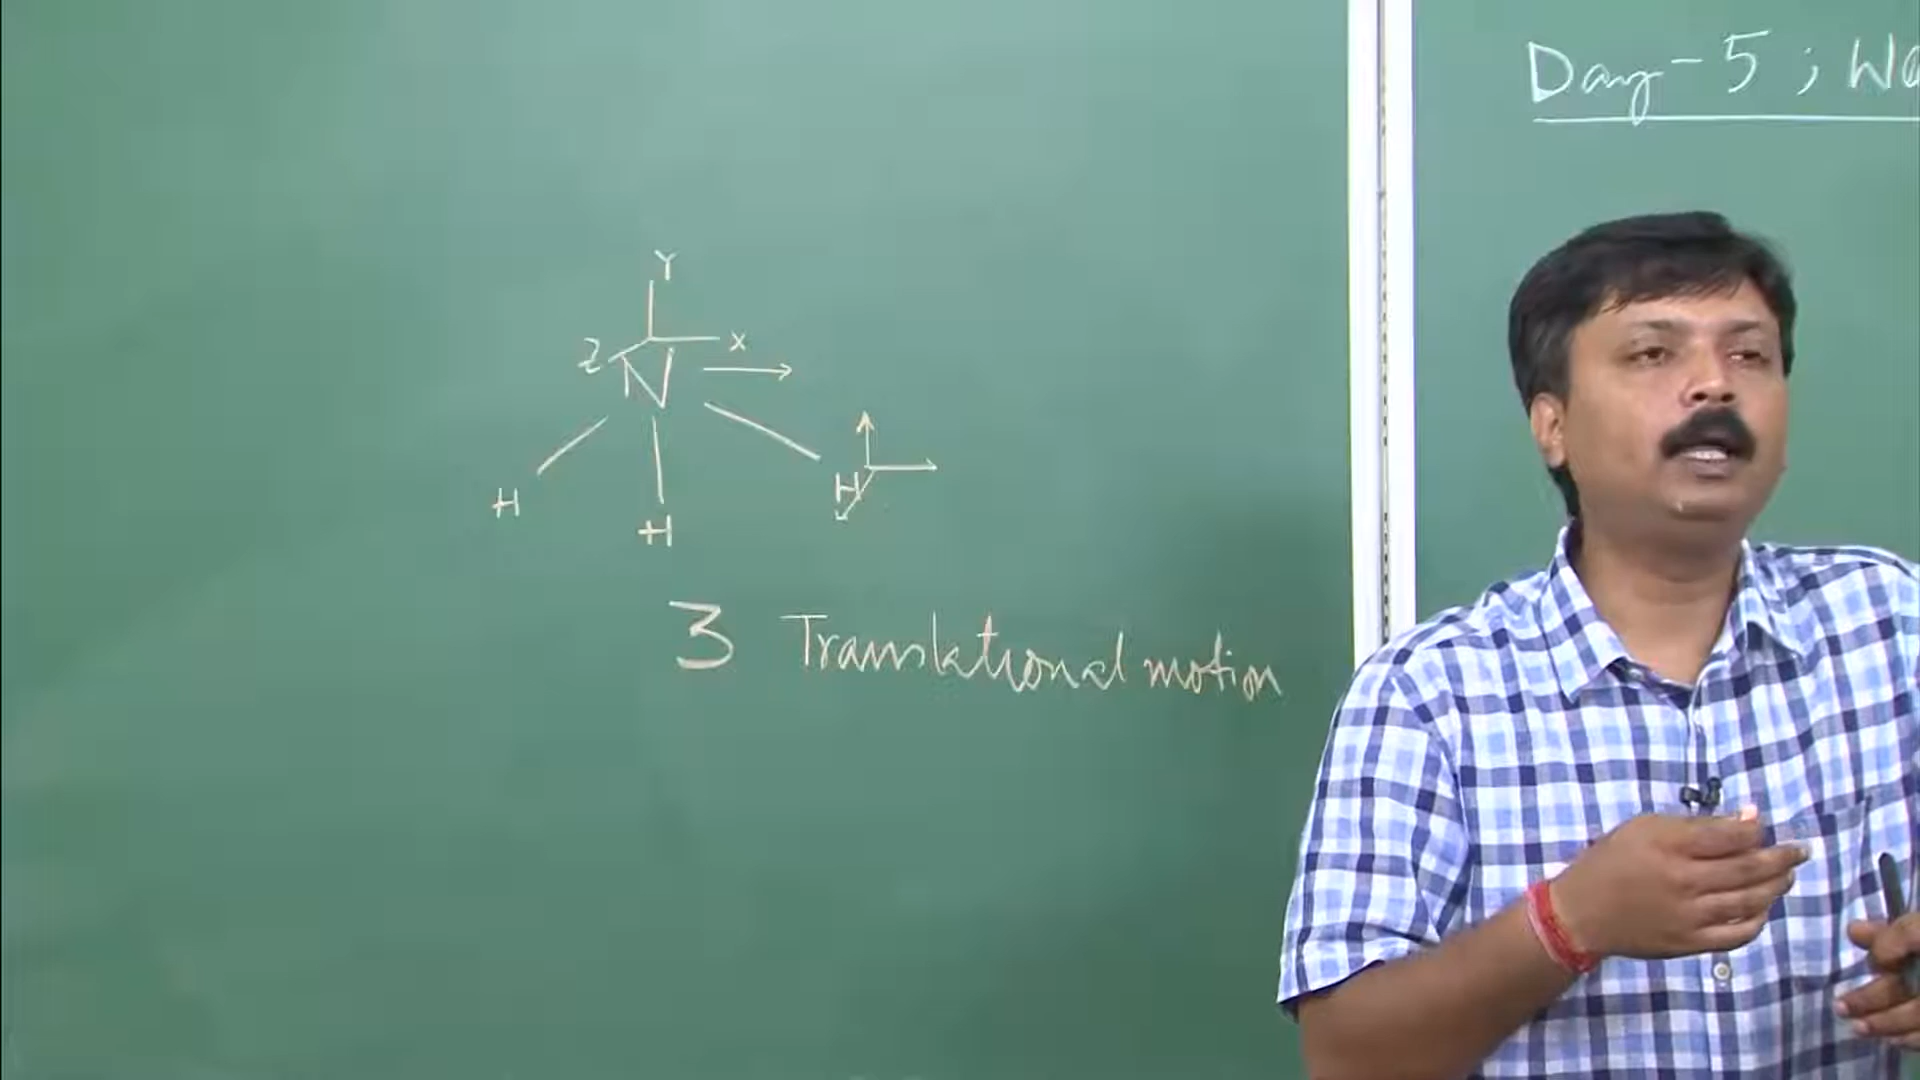 Day - 5 ;
Y
Z X
N
H H H
3 Translational motion